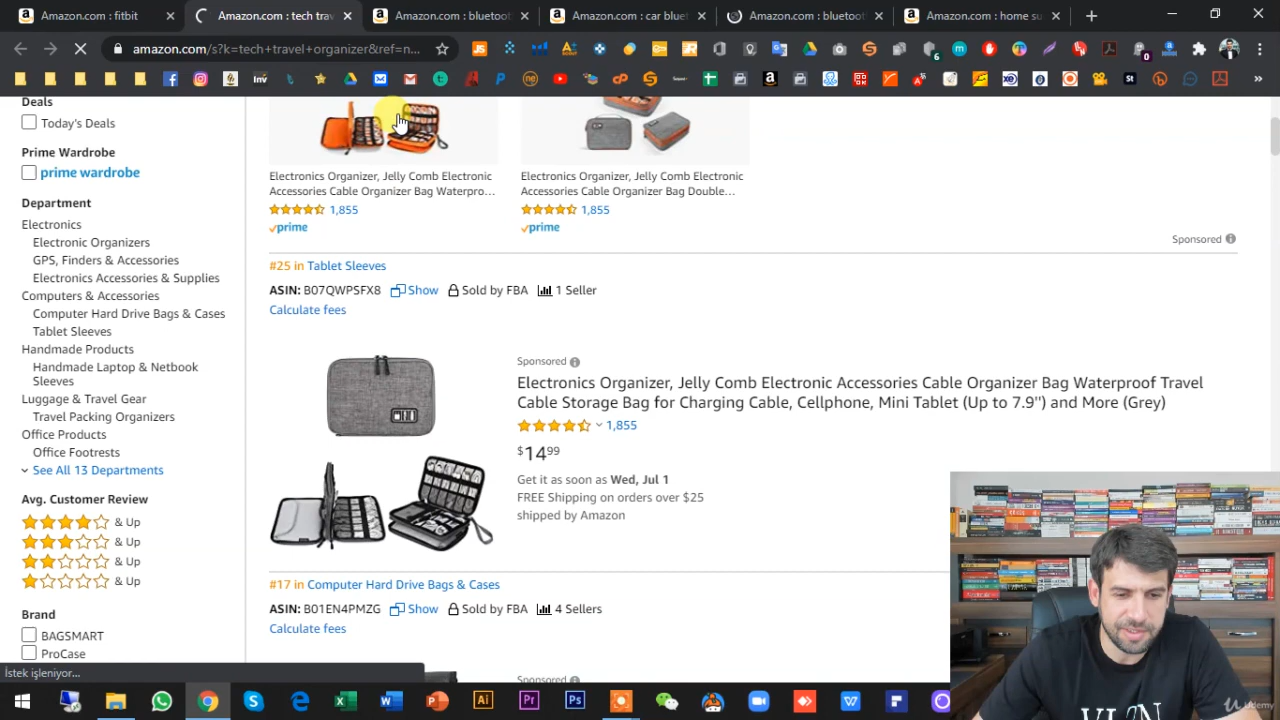 Amazon.com : fitbit
Amazon.com : tech trav
Amazon.com : bluetooth
Amazon.com : car bluet
Amazon.com : bluetooth
Amazon.com : home su
amazon.com/s?k=tech+travel+organizer&ref=n...
Deals
Today's Deals
Prime Wardrobe
prime wardrobe
Department
Electronics
Electronic Organizers
GPS, Finders & Accessories
Electronics Accessories & Supplies
Computers & Accessories
Computer Hard Drive Bags & Cases
Tablet Sleeves
Handmade Products
Handmade Laptop & Netbook
Sleeves
Luggage & Travel Gear
Travel Packing Organizers
Office Products
Office Footrests
See All 13 Departments
Avg. Customer Review
& Up
& Up
& Up
& Up
Brand
BAGSMART
ProCase
Electronics Organizer, Jelly Comb Electronic
Accessories Cable Organizer Bag Waterpro...
1,855
prime
Electronics Organizer, Jelly Comb Electronic
Accessories Cable Organizer Bag Double...
1,855
prime
Sponsored
#25 in Tablet Sleeves
ASIN: B07QWPSFX8 Show Sold by FBA 1 Seller
Calculate fees
Sponsored
Electronics Organizer, Jelly Comb Electronic Accessories Cable Organizer Bag Waterproof Travel
Cable Storage Bag for Charging Cable, Cellphone, Mini Tablet (Up to 7.9'') and More (Grey)
1,855
$14.99
Get it as soon as Wed, Jul 1
FREE Shipping on orders over $25
shipped by Amazon
#17 in Computer Hard Drive Bags & Cases
ASIN: B01EN4PMZG Show Sold by FBA 4 Sellers
Calculate fees
Sponsored
İstek işleniyor...
Udemy